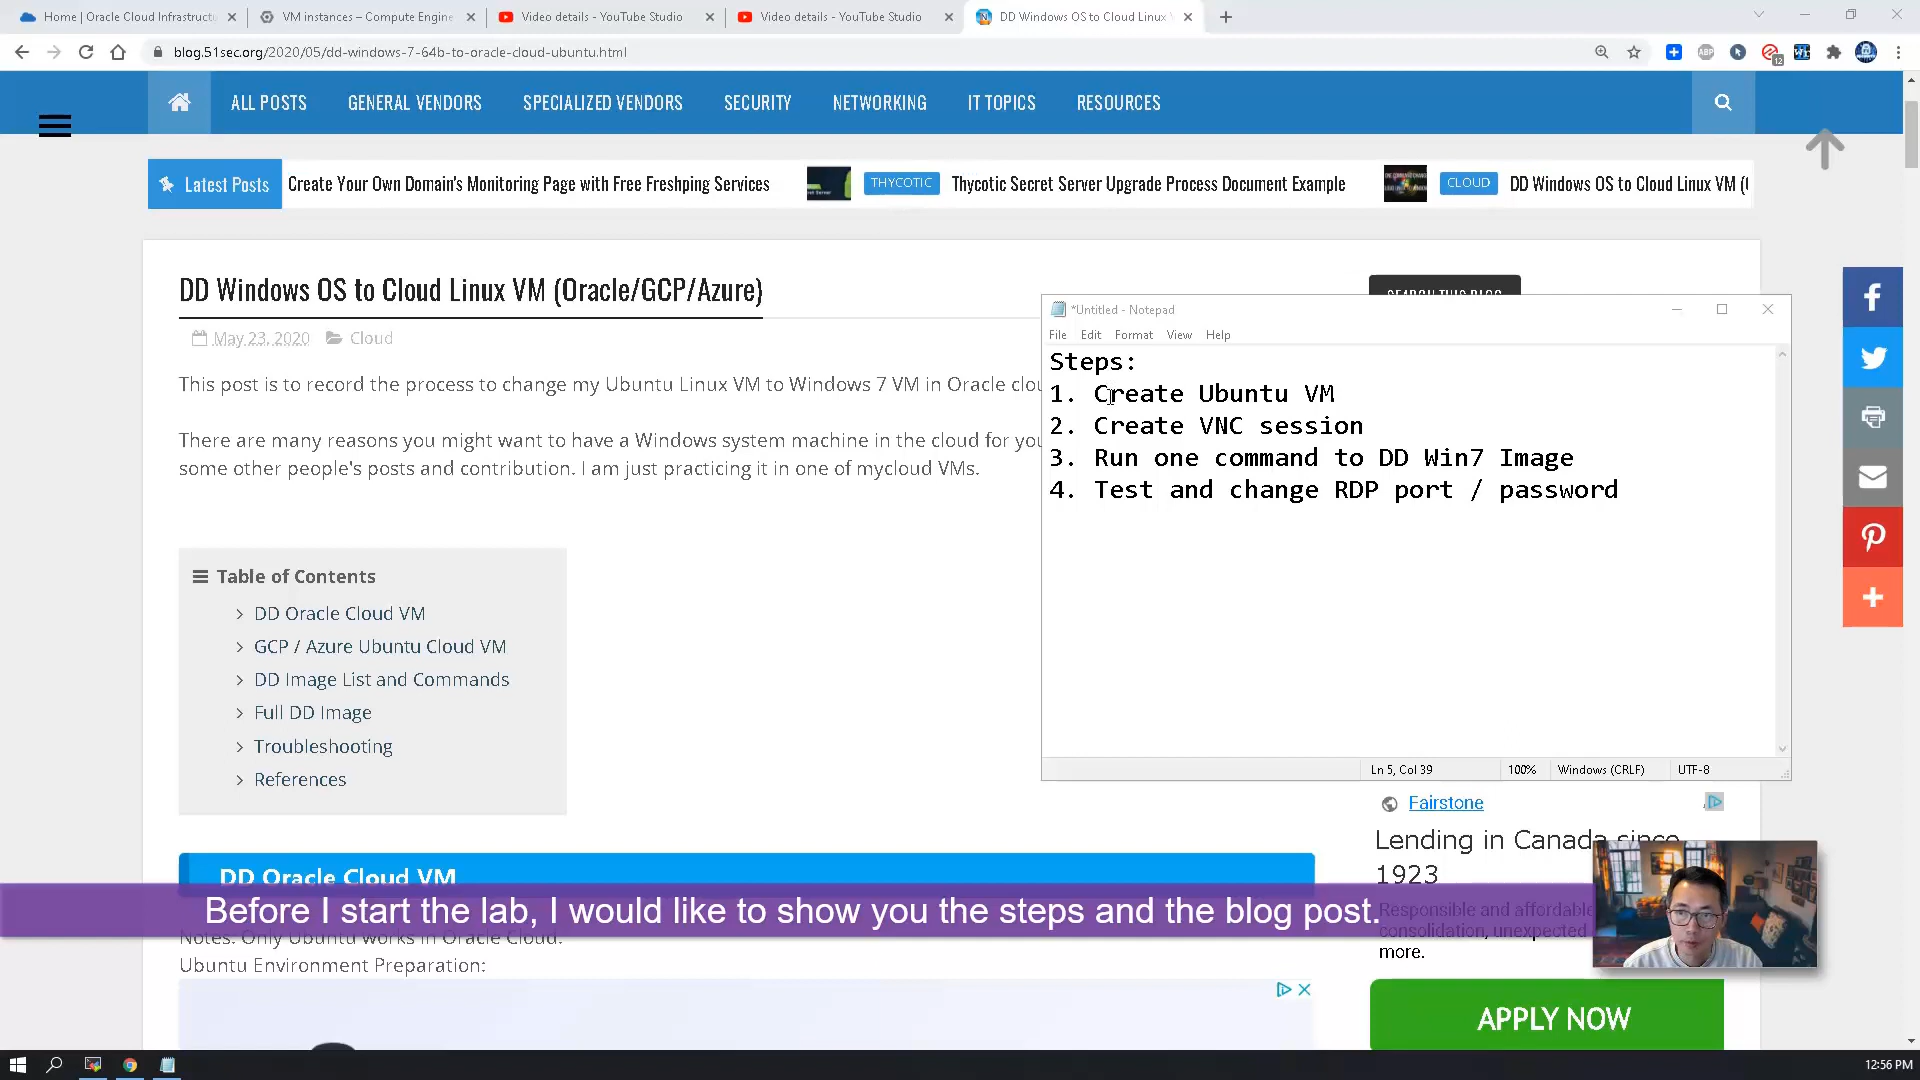 Home | Oracle Cloud Infrastructu
VM instances – Compute Engine
Video details - YouTube Studio
Video details - YouTube Studio
DD Windows OS to Cloud Linux V
blog.51sec.org/2020/05/dd-windows-7-64b-to-oracle-cloud-ubuntu.html
ABP
12
ALL POSTS
GENERAL VENDORS
SPECIALIZED VENDORS
SECURITY
NETWORKING
IT TOPICS
RESOURCES
Latest Posts
Create Your Own Domain's Monitoring Page with Free Freshping Services
THYCOTIC
Thycotic Secret Server Upgrade Process Document Example
CLOUD
DD Windows OS to Cloud Linux VM (
DD Windows OS to Cloud Linux VM (Oracle/GCP/Azure)
May 23, 2020
Cloud
This post is to record the process to change my Ubuntu Linux VM to Windows 7 VM in Oracle clou
There are many reasons you might want to have a Windows system machine in the cloud for you
some other people's posts and contribution. I am just practicing it in one of mycloud VMs.
SEARCH THIS BLOG
*Untitled - Notepad
File Edit Format View Help
Steps:
1. Create Ubuntu VM
2. Create VNC session
3. Run one command to DD Win7 Image
4. Test and change RDP port / password
Ln 5, Col 39
100%
Windows (CRLF)
UTF-8
Table of Contents
DD Oracle Cloud VM
GCP / Azure Ubuntu Cloud VM
DD Image List and Commands
Full DD Image
Troubleshooting
References
Fairstone
Lending in Canada since
1923
Responsible and affordable
consolidation, unexpected
more.
APPLY NOW
DD Oracle Cloud VM
Before I start the lab, I would like to show you the steps and the blog post.
Notes: Only Ubuntu works in Oracle Cloud.
Ubuntu Environment Preparation:
12:56 PM